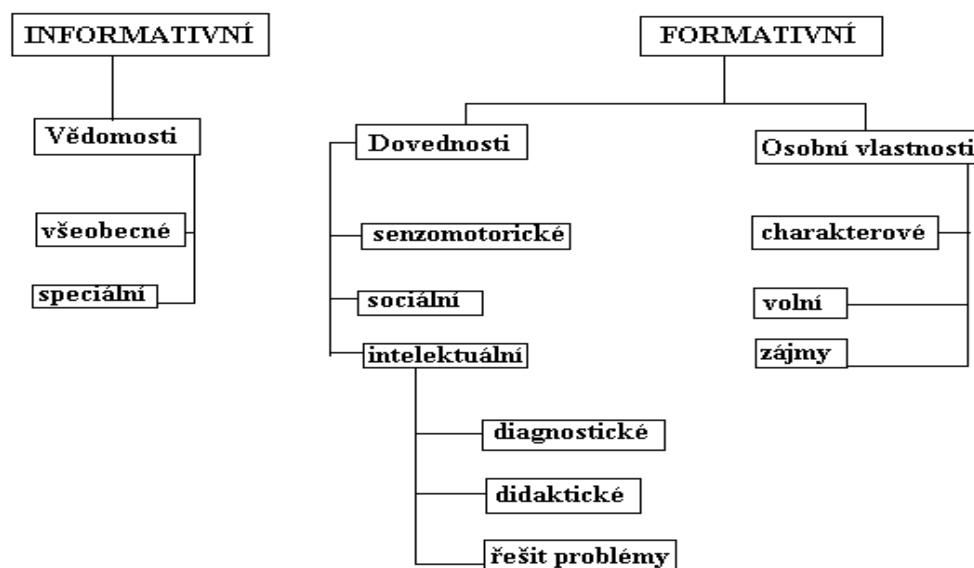 INFORMATIVNÍ
FORMATIVNÍ
Vědomosti
všeobecné
speciální
Dovednosti
senzomotorické
sociální
intelektuální
diagnostické
didaktické
řešit problémy
Osobní vlastnosti
charakterové
volní
zájmy